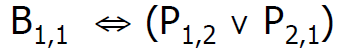 B₁,₁ ⇔ (P₁,₂ ∨ P₂,₁)